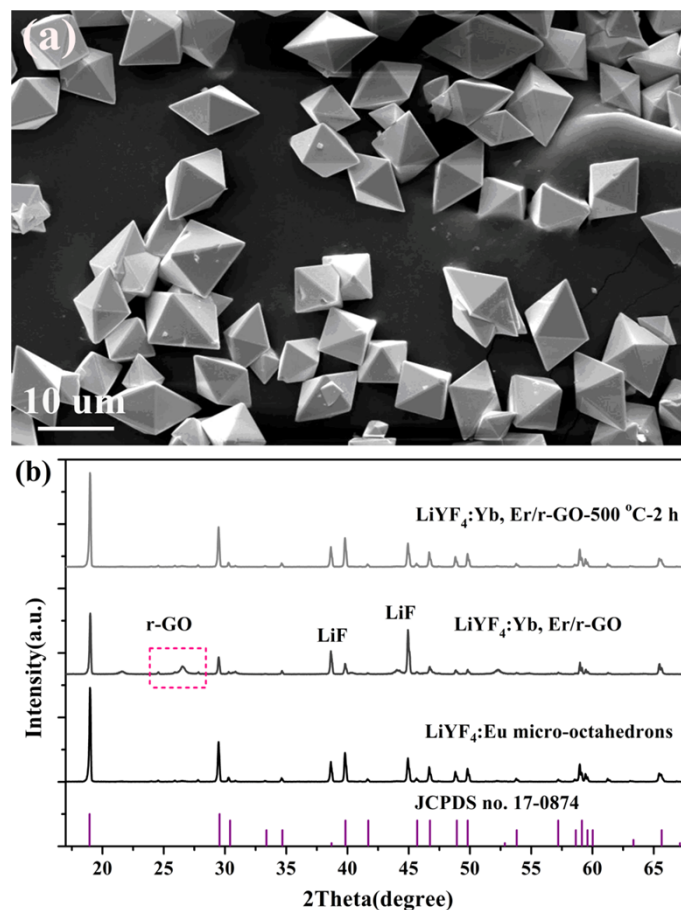 (a)
10 um
(b)
LiYF4:Yb, Er/r-GO-500 °C-2 h
r-GO
LiF
LiF
LiYF4:Yb, Er/r-GO
LiYF4:Eu micro-octahedrons
JCPDS no. 17-0874
Intensity(a.u.)
20 25 30 35 40 45 50 55 60 65
2Theta(degree)